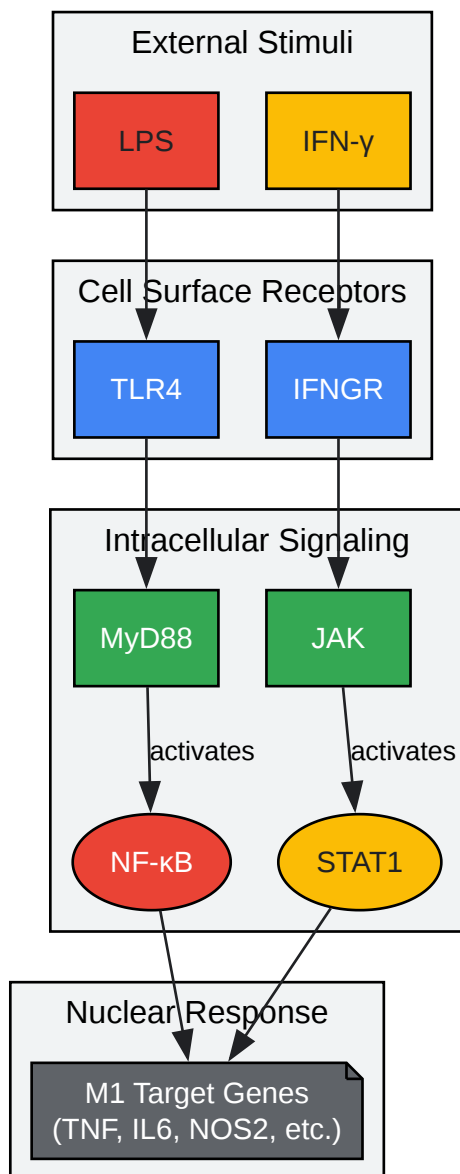 External Stimuli
LPS
IFN-γ
Cell Surface Receptors
TLR4
IFNGR
Intracellular Signaling
MyD88
JAK
activates
activates
NF-κB
STAT1
Nuclear Response
M1 Target Genes
(TNF, IL6, NOS2, etc.)